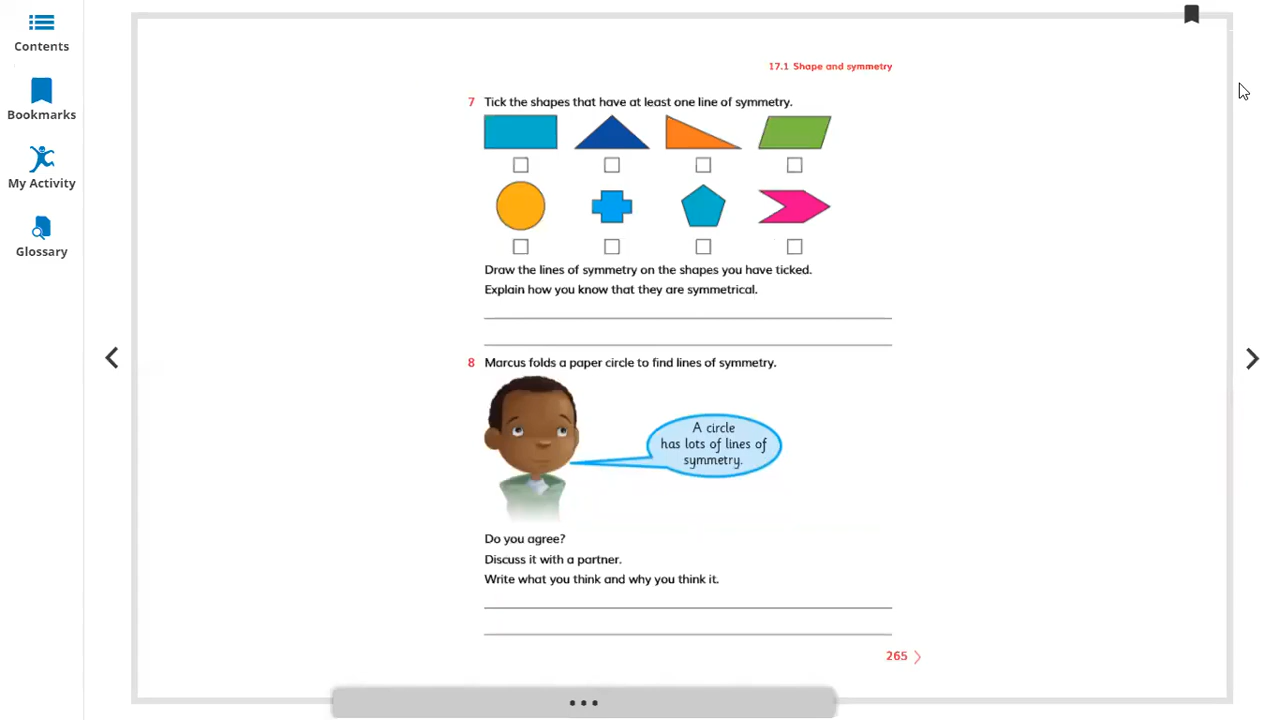 Contents
Bookmarks
My Activity
Glossary
17.1 Shape and symmetry
7 Tick the shapes that have at least one line of symmetry.
Draw the lines of symmetry on the shapes you have ticked.
Explain how you know that they are symmetrical.
8 Marcus folds a paper circle to find lines of symmetry.
A circle
has lots of lines of
symmetry.
Do you agree?
Discuss it with a partner.
Write what you think and why you think it.
265